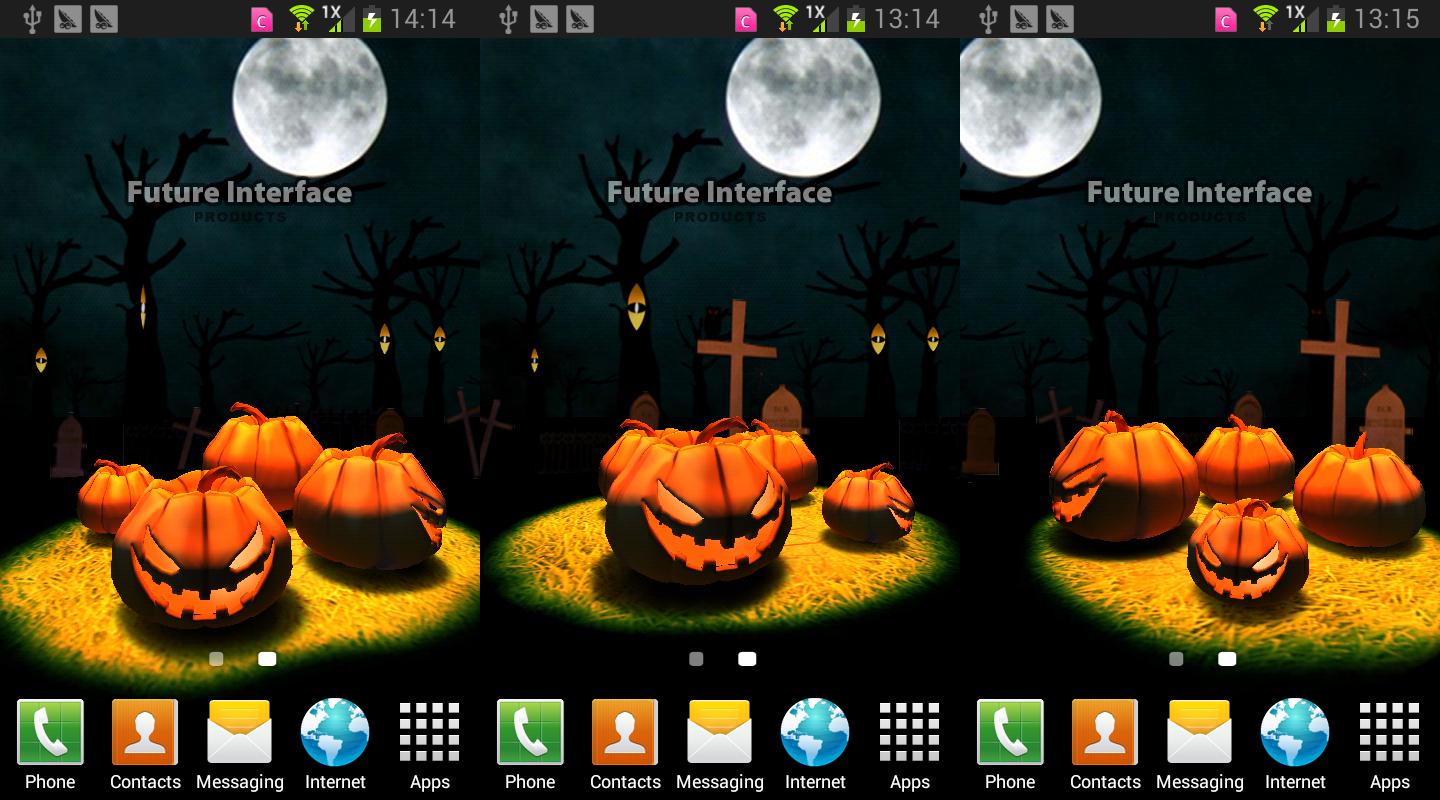 1X 14:14
Future Interface
PRODUCTS
Phone Contacts Messaging Internet Apps
1X 13:14
Future Interface
PRODUCTS
Phone Contacts Messaging Internet Apps
1X 13:15
Future Interface
PRODUCTS
Phone Contacts Messaging Internet Apps